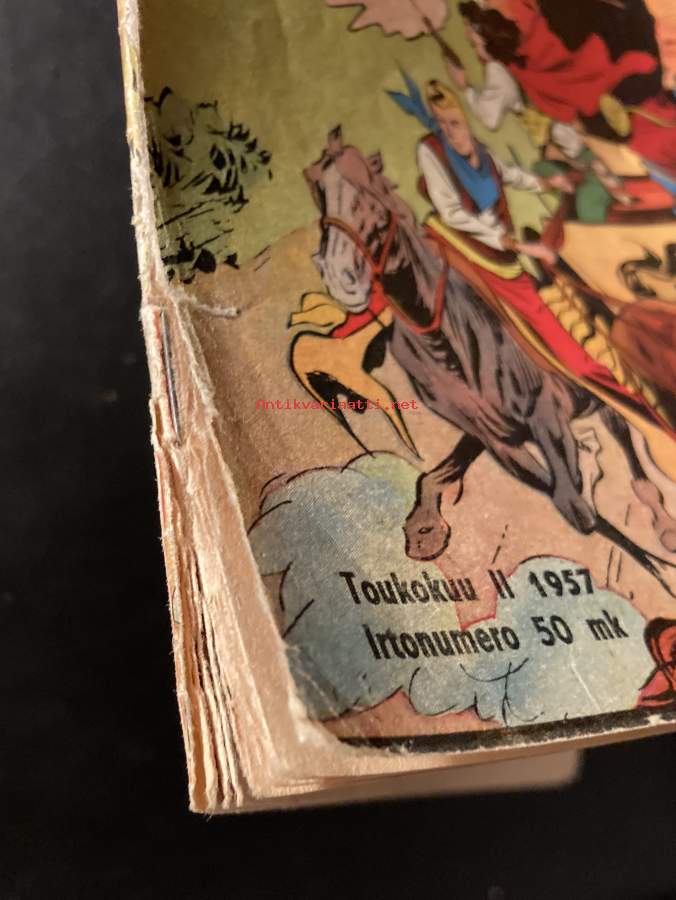 Antikvariaatti.net
Toukokuu II 1957
Irtonumero 50 mk